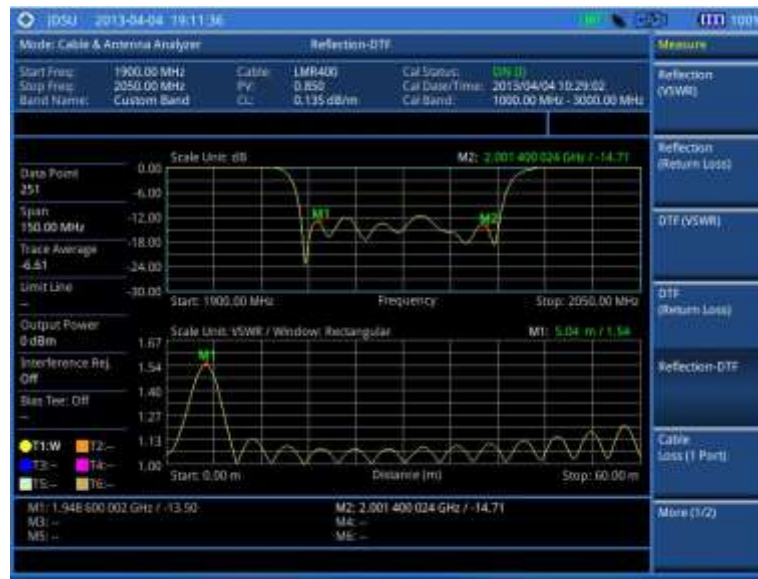 JDSU 2013-04-04 19:11:36
100%
Mode: Cable & Antenna Analyzer Reflection-DTF Measure
Start Freq: 1900.00 MHz Cable: LMR400 Cal Status: ON (I)
Stop Freq: 2050.00 MHz PV: 0.850 Cal Date/Time: 2013/04/04 10:29:02
Band Name: Custom Band CL: 0.135 dB/m Cal Band: 1000.00 MHz - 3000.00 MHz
Reflection
(VSWR)
Reflection
(Return Loss)
DTF (VSWR)
DTF
(Return Loss)
Reflection-DTF
Cable
Loss (1 Port)
More (1/2)
Data Point
251
Span
150.00 MHz
Trace Average
-6.61
Limit Line
--
Output Power
0 dBm
Interference Rej.
Off
Bias Tee: Off
--
T1:W T2:--
T3:-- T4:--
T5:-- T6:--
Scale Unit: dB M2: 2.001 400 024 GHz / -14.71
0.00
-6.00
-12.00
-18.00
-24.00
-30.00
M1 M2
Start: 1900.00 MHz Frequency Stop: 2050.00 MHz
Scale Unit: VSWR / Window: Rectangular M1: 5.04 m / 1.54
1.67
1.54
1.40
1.27
1.13
1.00
M1
Start: 0.00 m Distance (m) Stop: 60.00 m
M1: 1.948 600 002 GHz / -13.50 M2: 2.001 400 024 GHz / -14.71
M3: -- M4: --
M5: -- M6: --